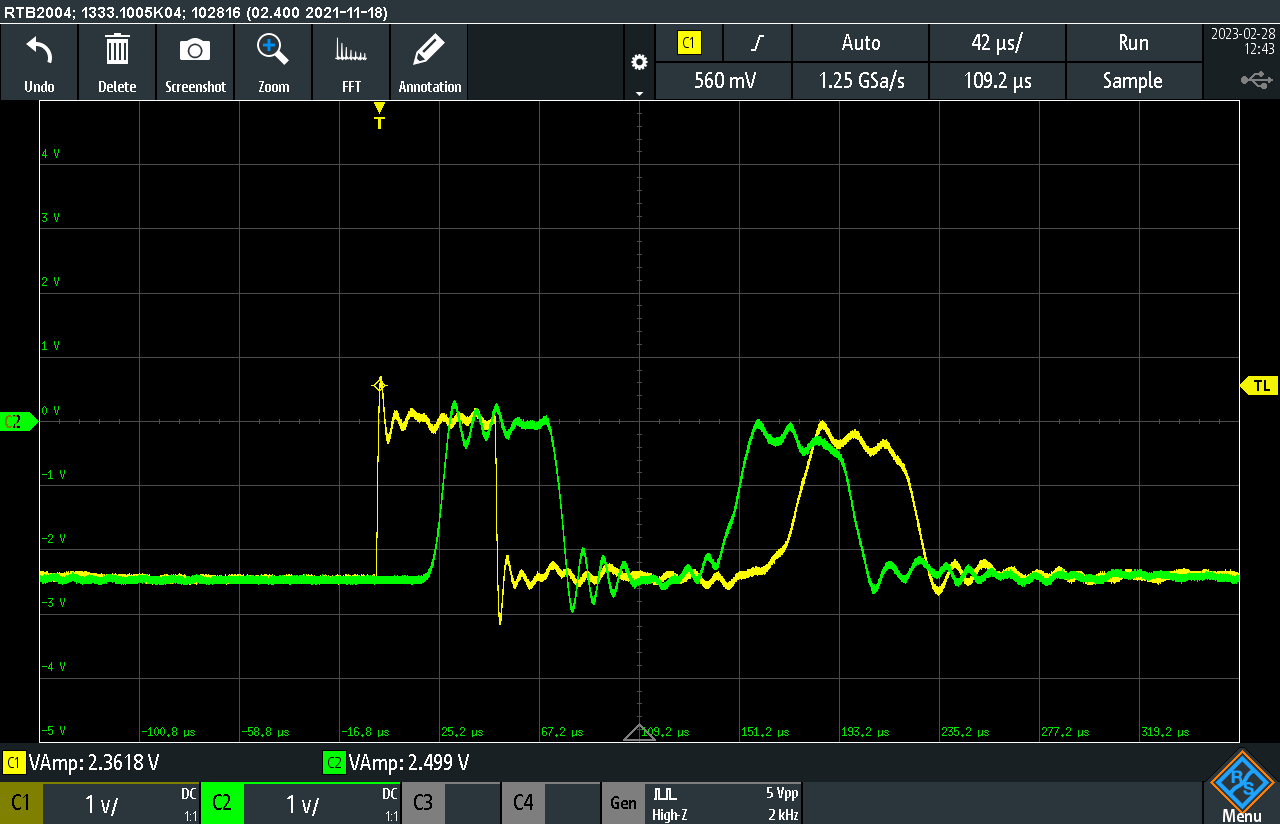 RTB2004; 1333.1005K04; 102816 (02.400 2021-11-18)
Undo
Delete
Screenshot
Zoom
FFT
Annotation
C1
Auto
42 µs/
Run
560 mV
1.25 GSa/s
109.2 µs
Sample
2023-02-28
12:43
T
4 V
3 V
2 V
1 V
TL
0 V
C2
-1 V
-2 V
-3 V
-4 V
-5 V
-100.8 µs
-58.8 µs
-16.8 µs
25.2 µs
67.2 µs
109.2 µs
151.2 µs
193.2 µs
235.2 µs
277.2 µs
319.2 µs
C1 VAmp: 2.3618 V
C2 VAmp: 2.499 V
C1
1 V/
DC
1:1
C2
1 V/
DC
1:1
C3
C4
Gen
5 Vpp
High-Z
2 kHz
R&S
Menu